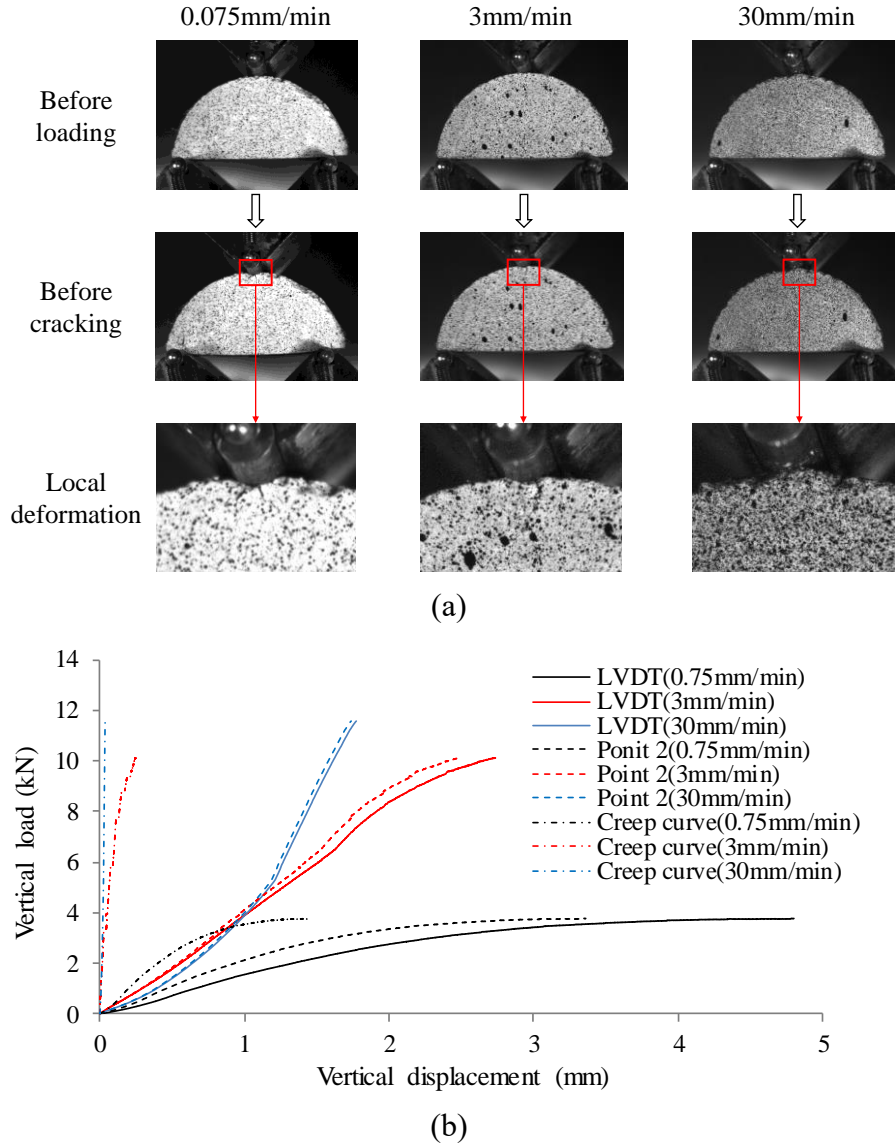 0.075mm/min 3mm/min 30mm/min
Before
loading
Before
cracking
Local
deformation
(a)
14
12
10
8
6
4
2
0
Vertical load (kN)
LVDT(0.75mm/min)
LVDT(3mm/min)
LVDT(30mm/min)
Ponit 2(0.75mm/min)
Point 2(3mm/min)
Point 2(30mm/min)
Creep curve(0.75mm/min)
Creep curve(3mm/min)
Creep curve(30mm/min)
0 1 2 3 4 5
Vertical displacement (mm)
(b)